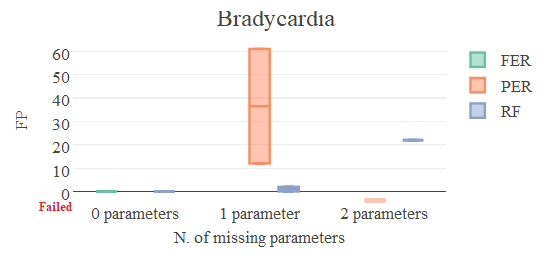 Bradycardia
FP
60
50
40
30
20
10
0
Failed
0 parameters
1 parameter
2 parameters
N. of missing parameters
FER
PER
RF